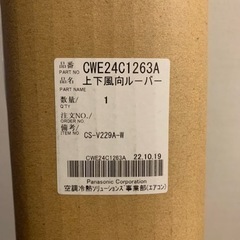 品番 CWE24C1263A
PART NO.
品名 上下風向ルーバー
PART NAME
数量/ 1
QUANTITY
注文NO./
ORDER NO.
備考/ CS-V229A-W
ITEM NO
CWE24C1263A 22.10.19
Panasonic Corporation
空調冷熱ソリューションズ事業部(エアコン)